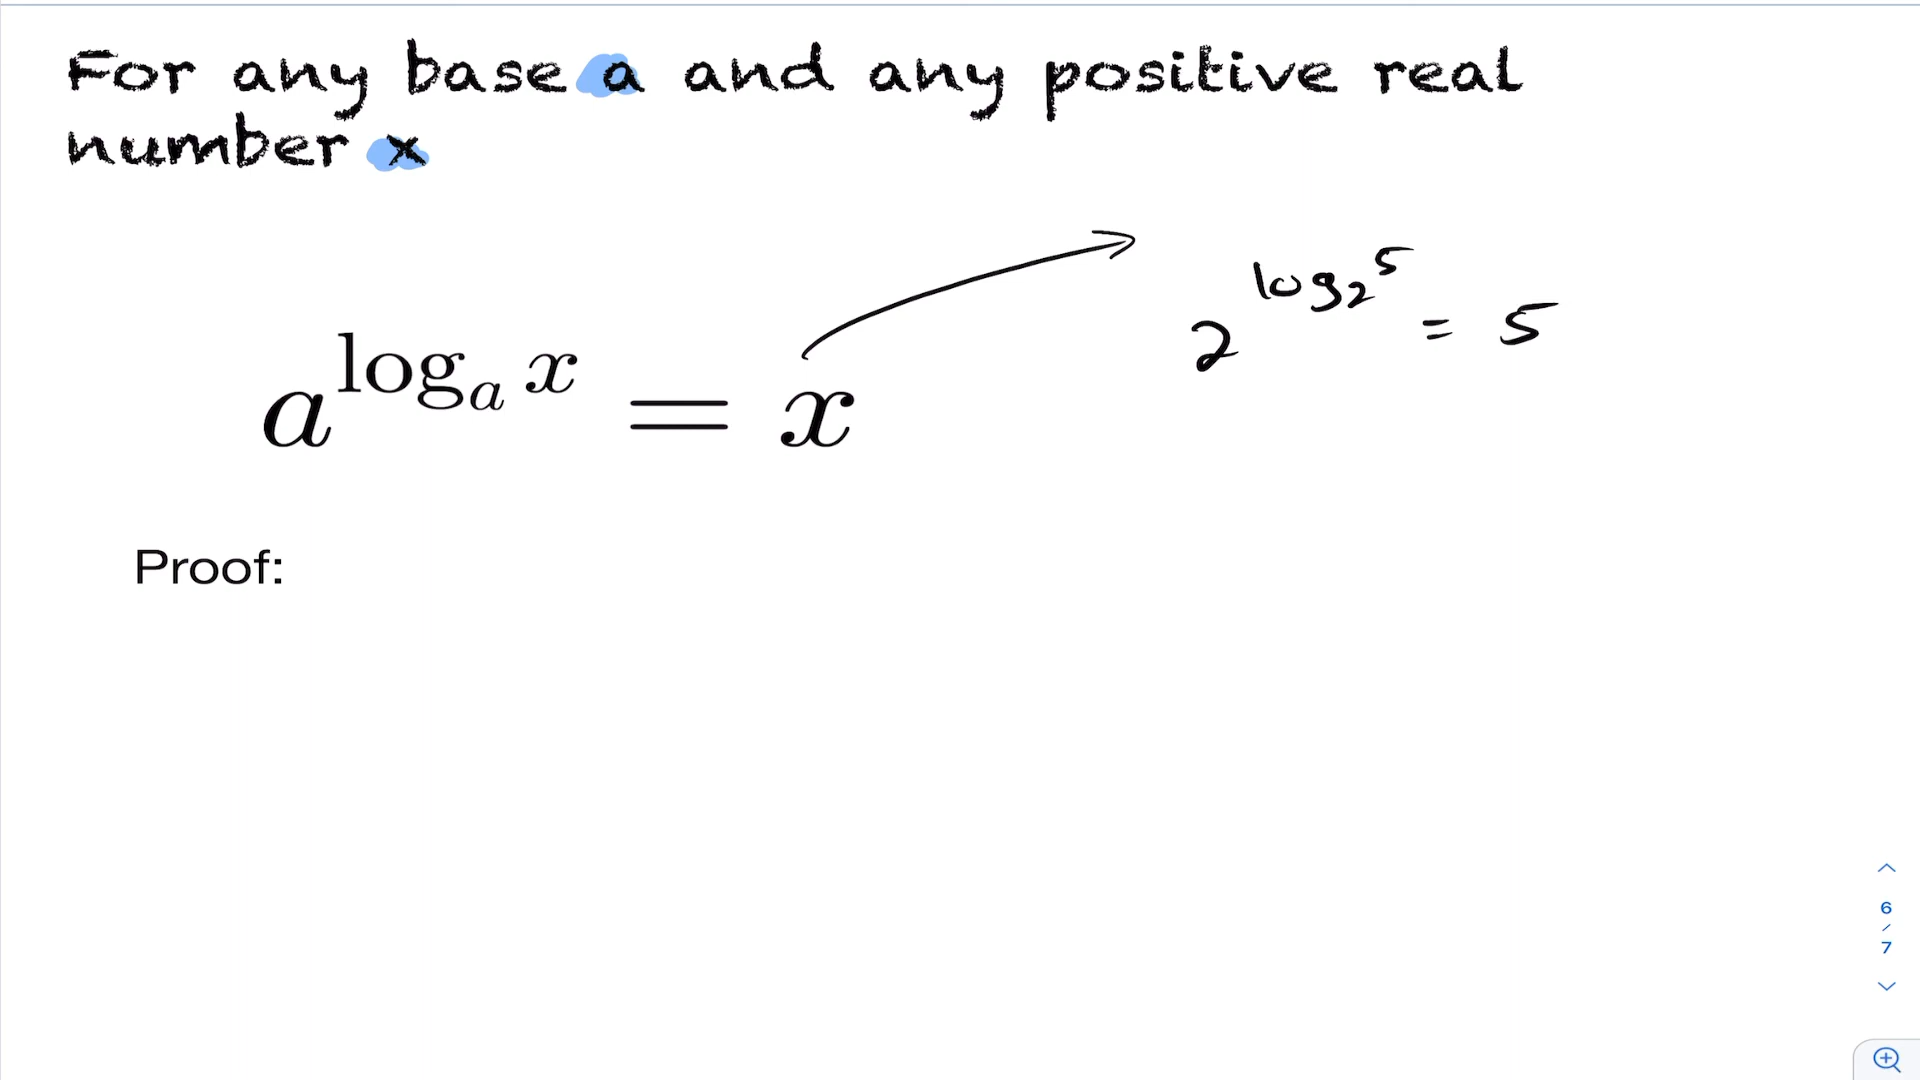 For any base a and any positive real
number x
2^{log_2 5} = 5
a^{log_a x} = x
Proof:
6
/
7